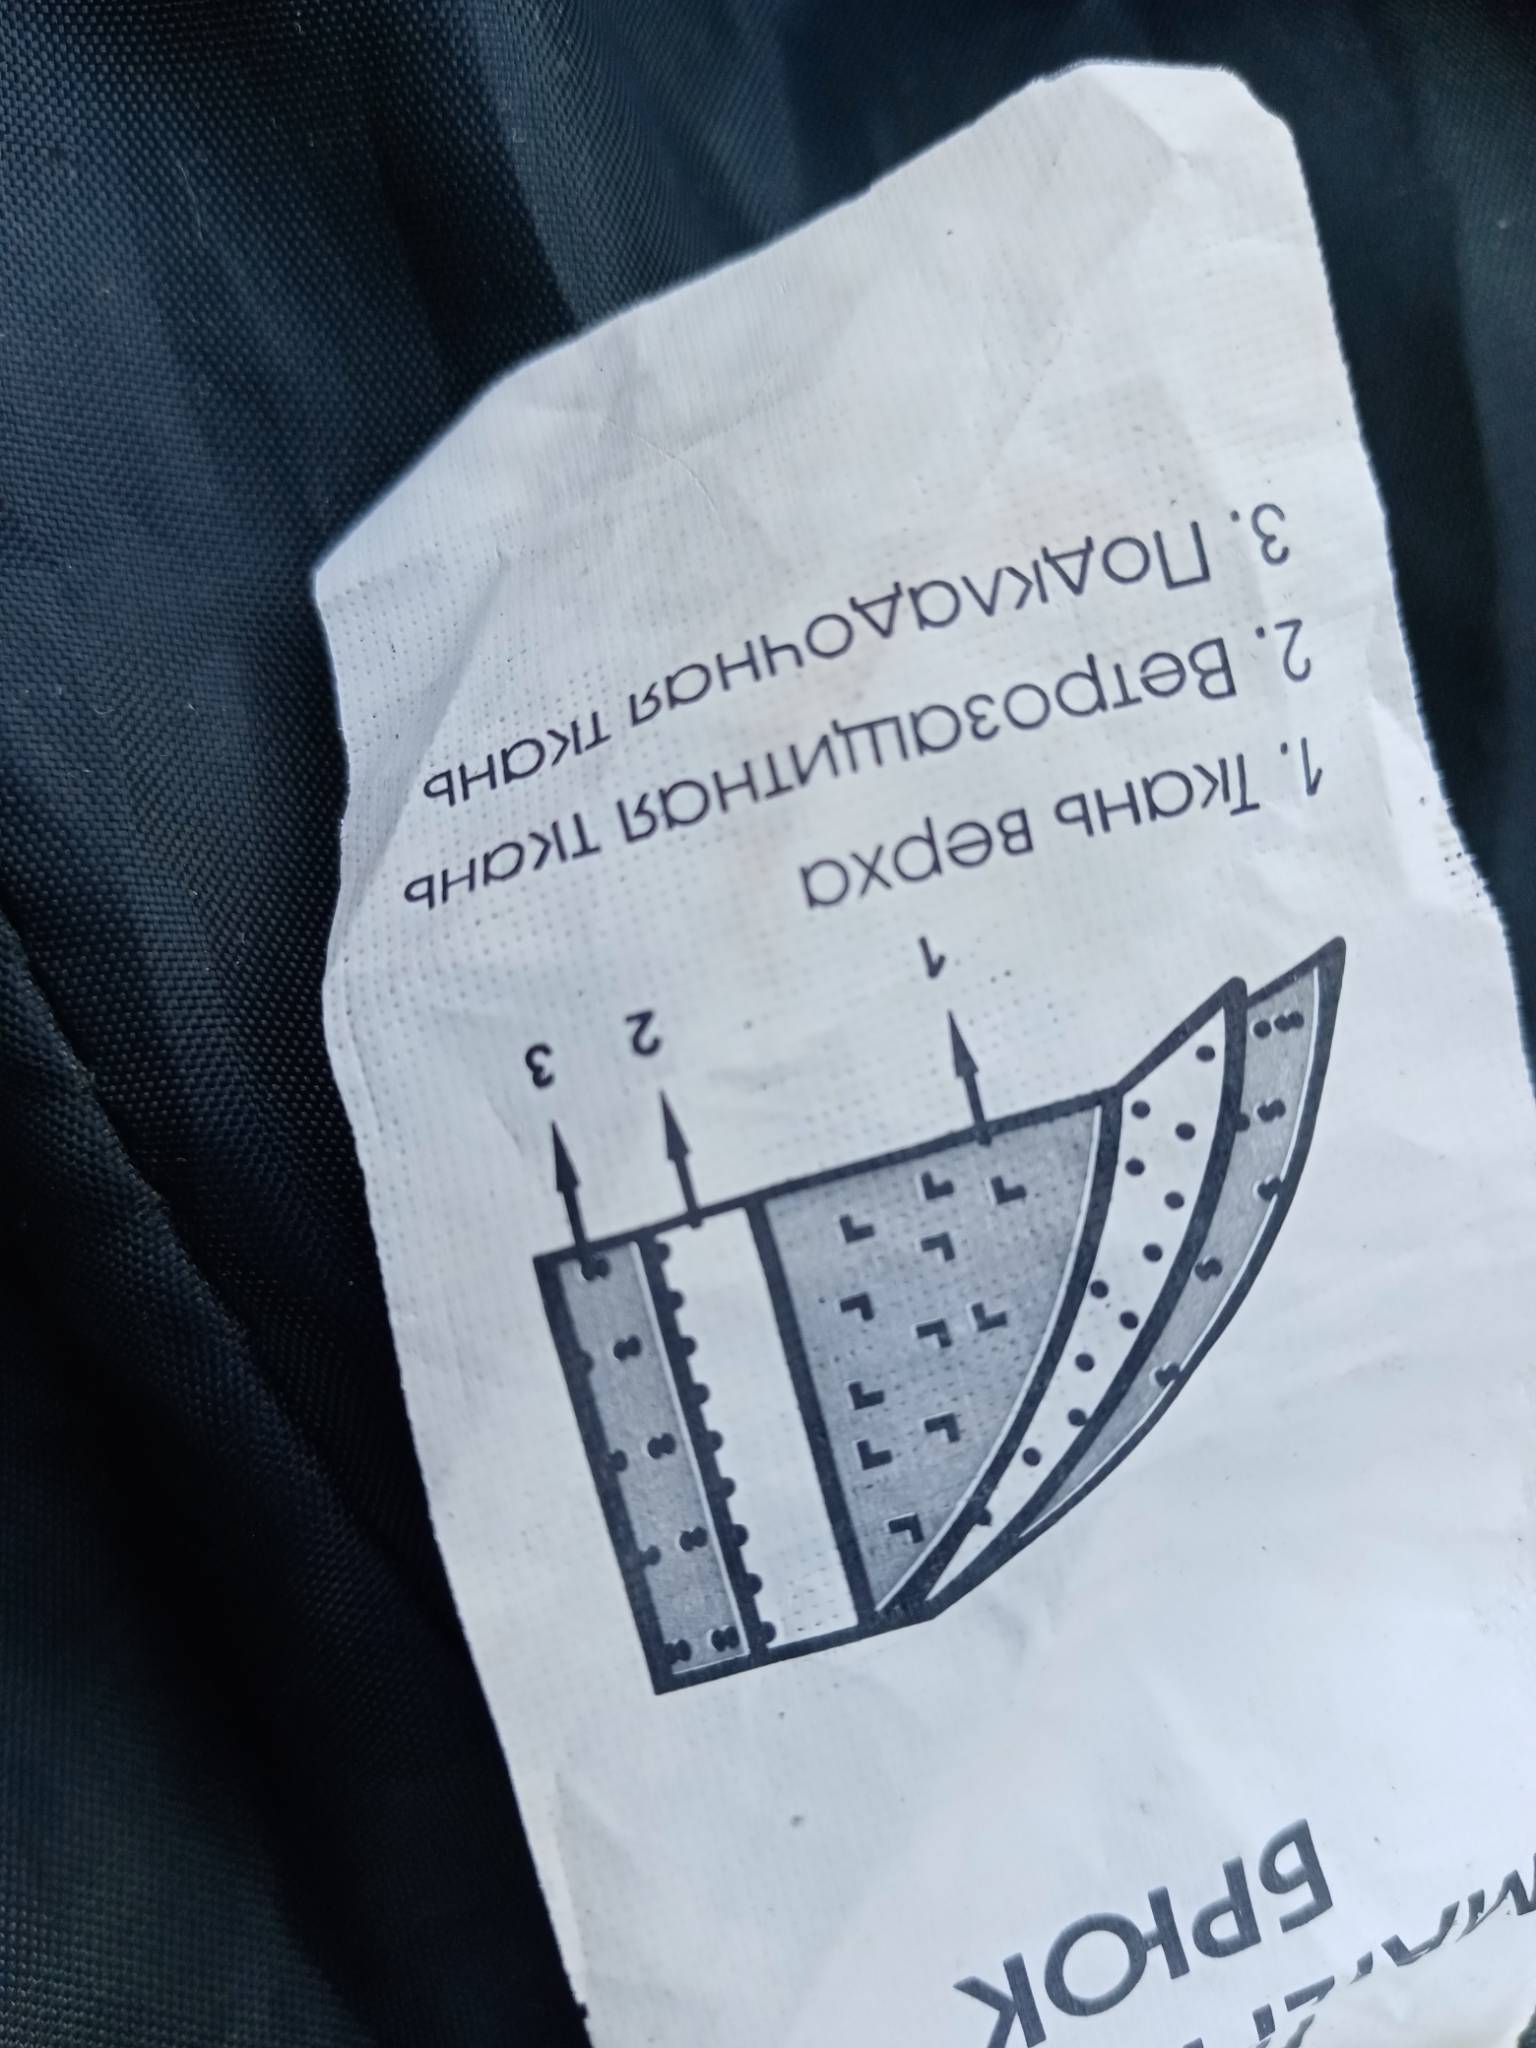 БРЮК
1
2
3
1. Ткань верха
2. Ветрозащитная ткань
3. Подкладочная ткань